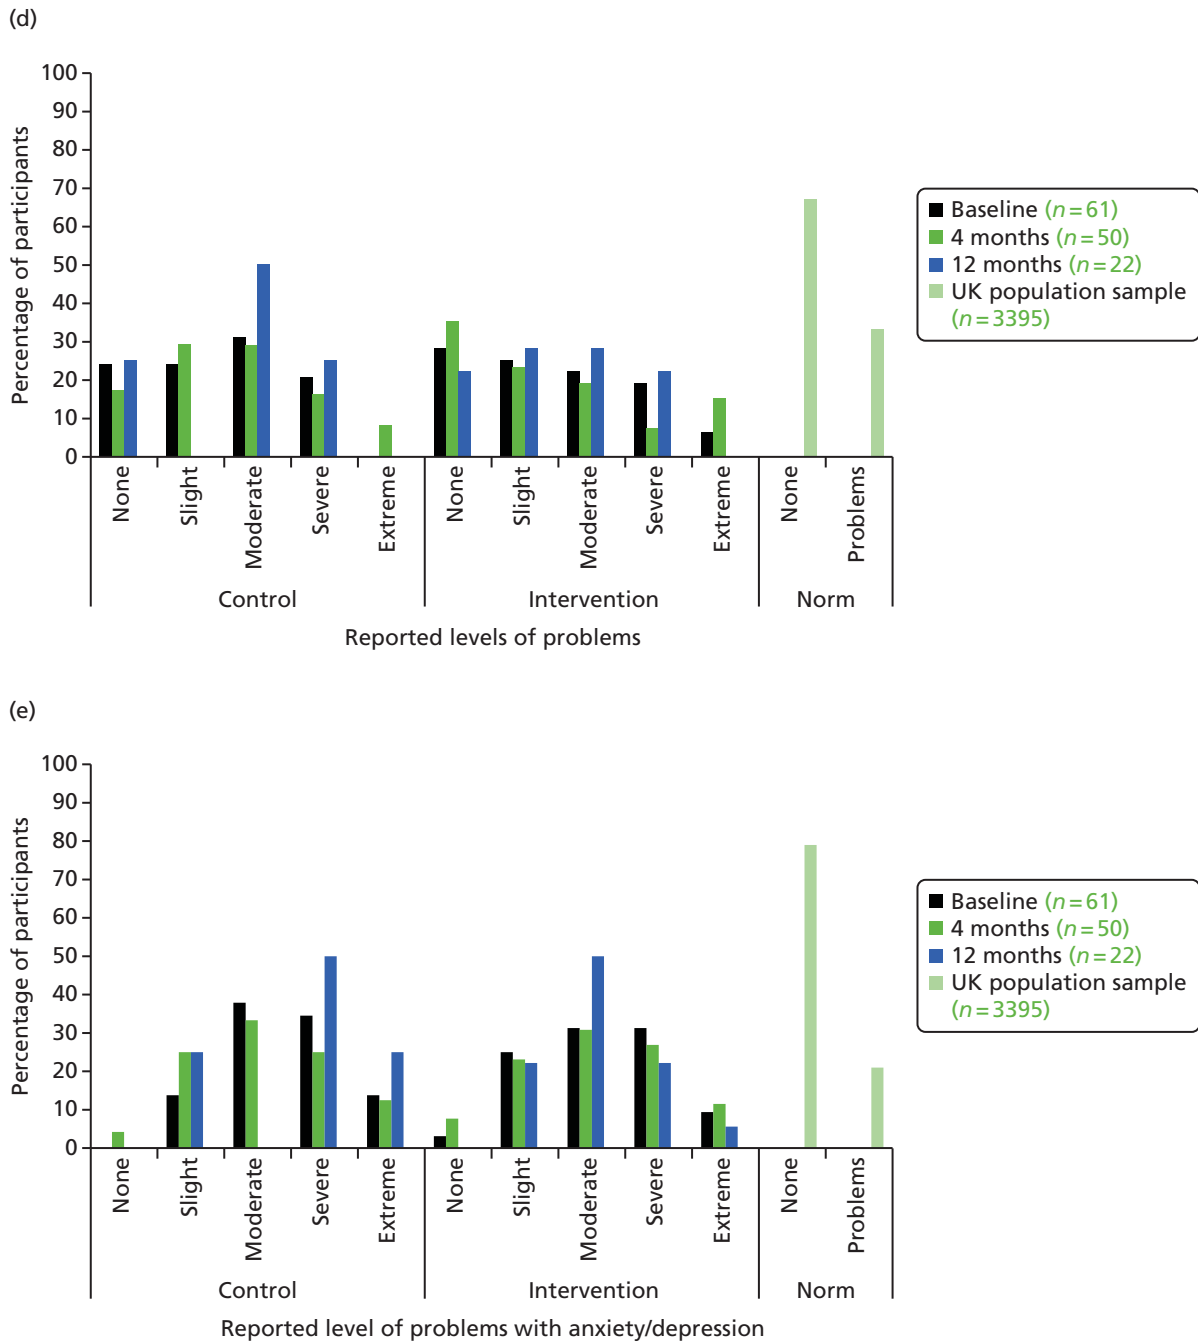 (d)
100
90
80
70
60
50
40
30
20
10
0
Percentage of participants
None
Slight
Moderate
Severe
Extreme
None
Slight
Moderate
Severe
Extreme
None
Problems
Control
Intervention
Norm
Reported levels of problems
Baseline (n=61)
4 months (n=50)
12 months (n=22)
UK population sample
(n=3395)
(e)
100
90
80
70
60
50
40
30
20
10
0
Percentage of participants
None
Slight
Moderate
Severe
Extreme
None
Slight
Moderate
Severe
Extreme
None
Problems
Control
Intervention
Norm
Reported level of problems with anxiety/depression
Baseline (n=61)
4 months (n=50)
12 months (n=22)
UK population sample
(n=3395)